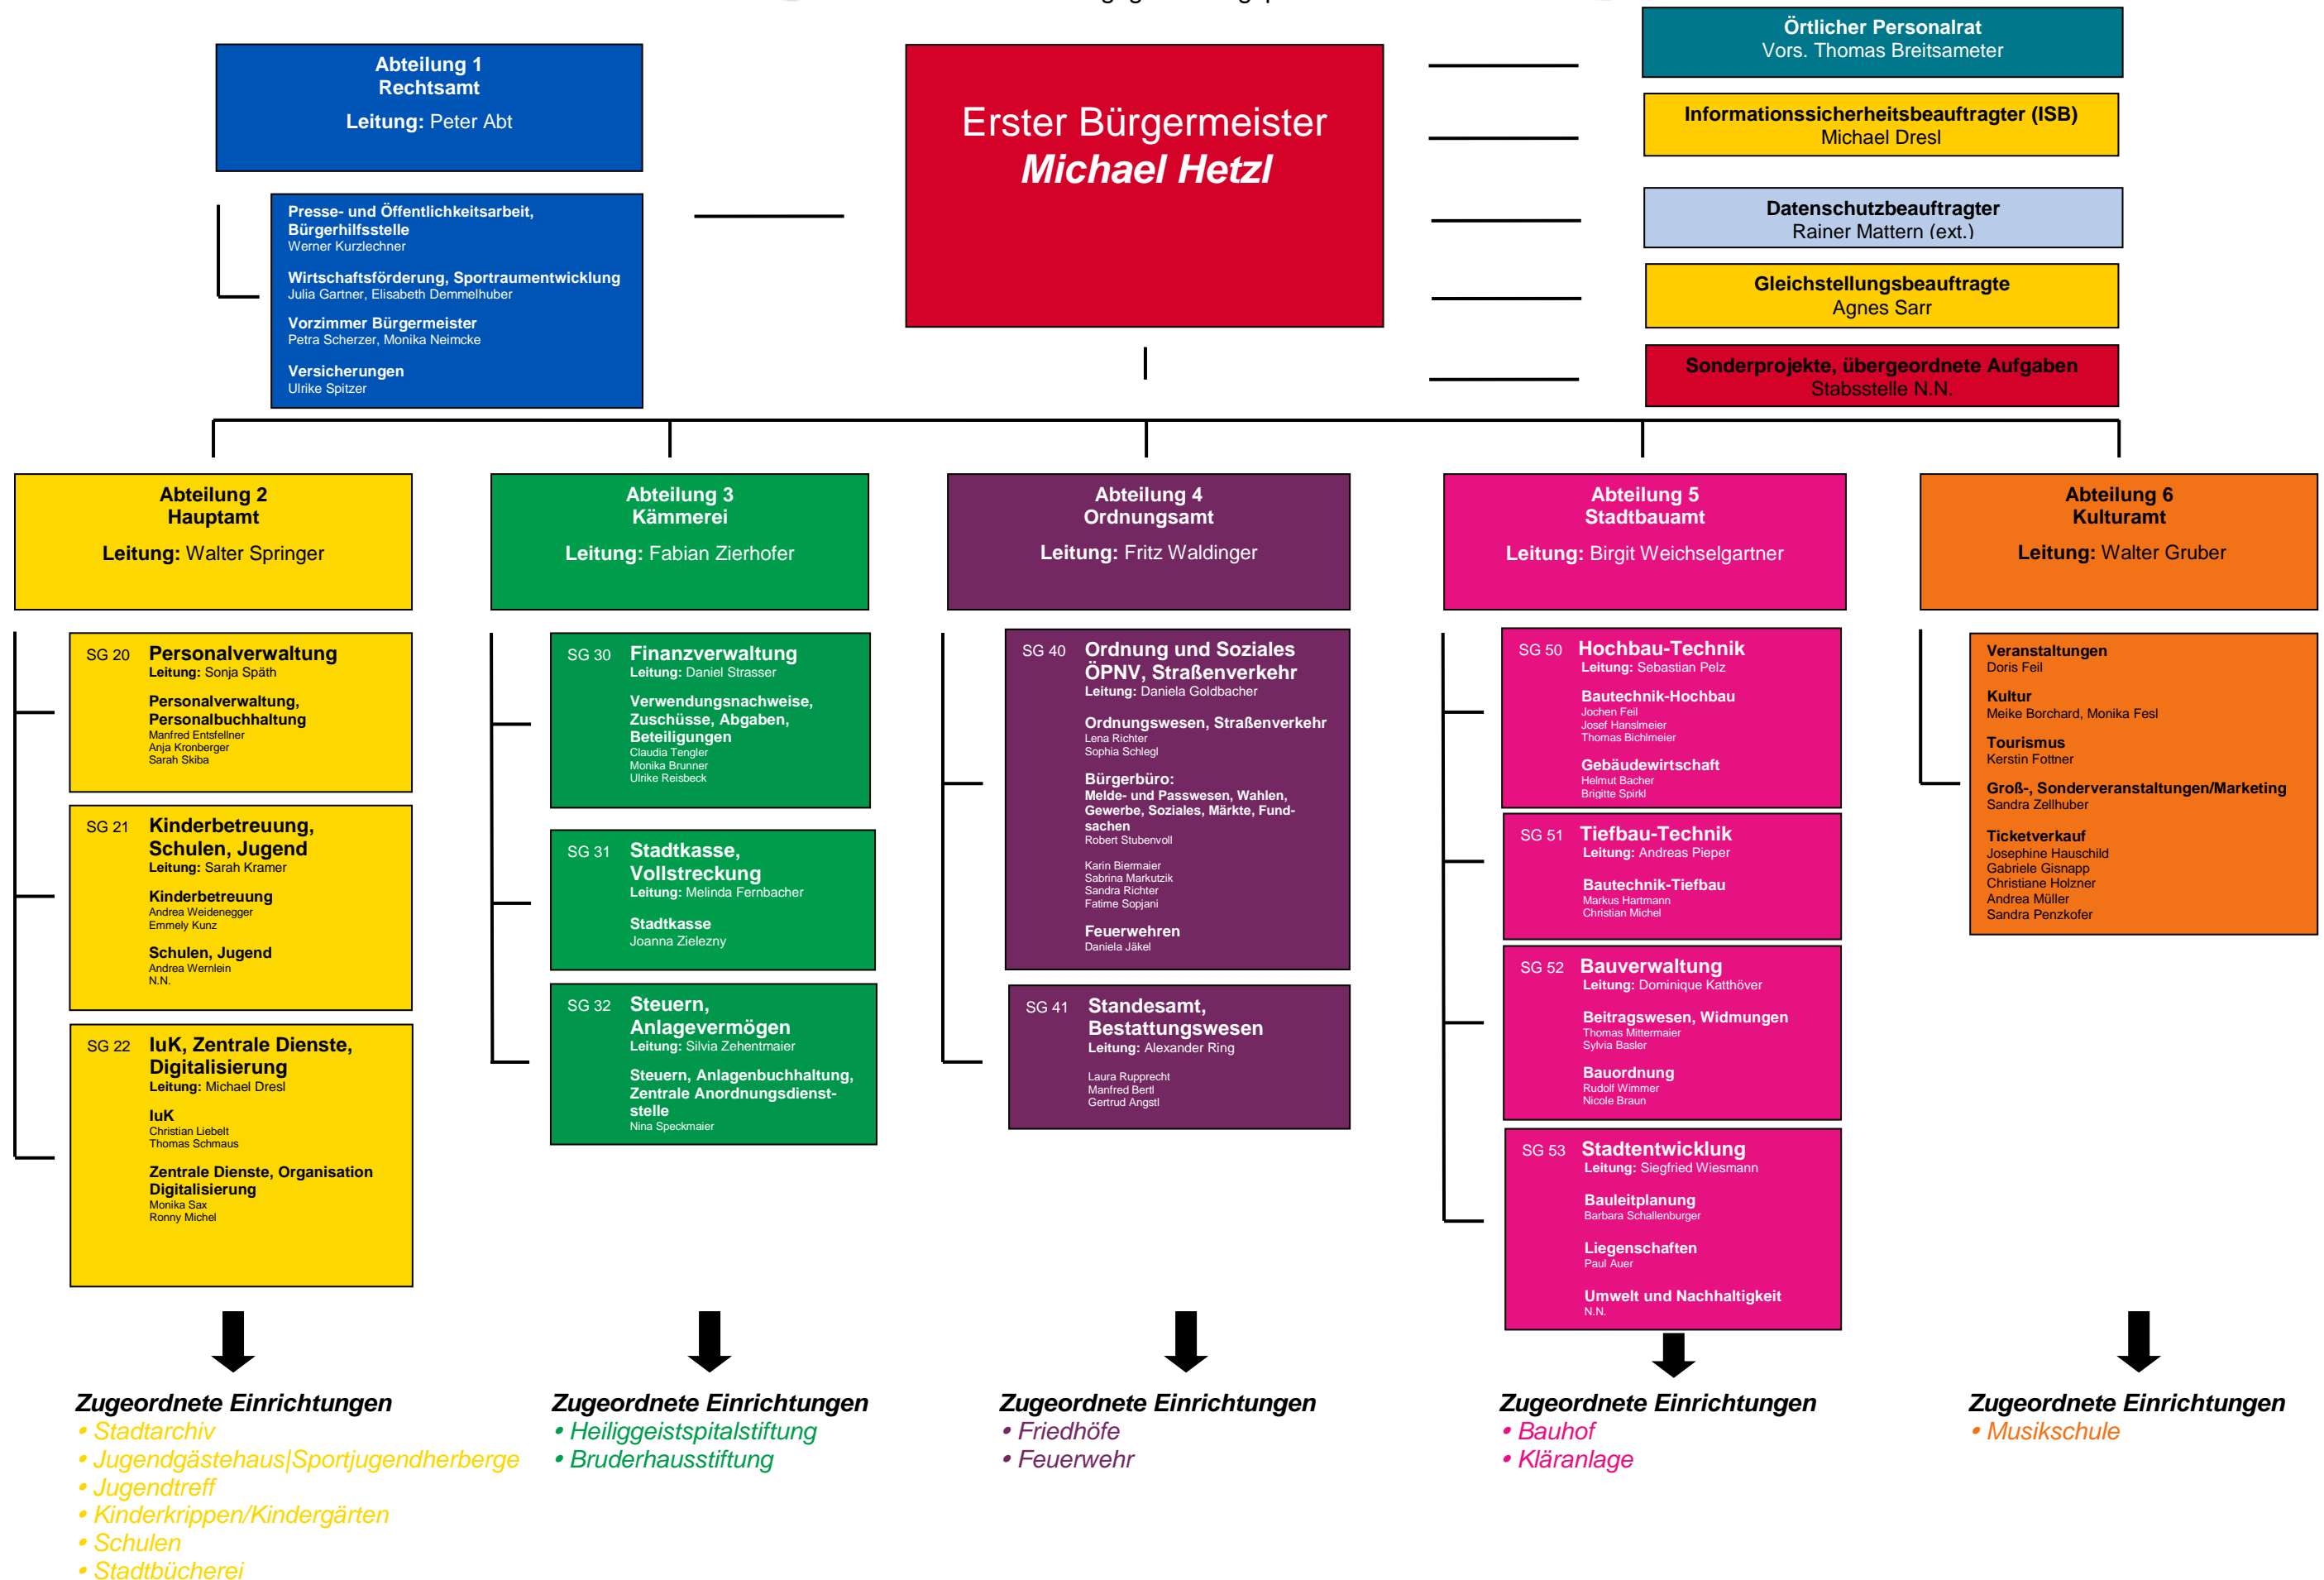 Abteilung 1
Rechtsamt
Leitung: Peter Abt
Presse- und Öffentlichkeitsarbeit,
Bürgerhilfsstelle
Werner Kurzlechner
Wirtschaftsförderung, Sportraumentwicklung
Julia Gartner, Elisabeth Demmelhuber
Vorzimmer Bürgermeister
Petra Scherzer, Monika Neimcke
Versicherungen
Ulrike Spitzer
Erster Bürgermeister
Michael Hetzl
Örtlicher Personalrat
Vors. Thomas Breitsameter
Informationssicherheitsbeauftragter (ISB)
Michael Dresl
Datenschutzbeauftragter
Rainer Mattern (ext.)
Gleichstellungsbeauftragte
Agnes Sarr
Sonderprojekte, übergeordnete Aufgaben
Stabsstelle N.N.
Abteilung 2
Hauptamt
Leitung: Walter Springer
SG 20 Personalverwaltung
Leitung: Sonja Späth
Personalverwaltung,
Personalbuchhaltung
Manfred Entsfellner
Anja Kronberger
Sarah Skiba
SG 21 Kinderbetreuung,
Schulen, Jugend
Leitung: Sarah Kramer
Kinderbetreuung
Andrea Weidenegger
Emmely Kunz
Schulen, Jugend
Andrea Wernlein
N.N.
SG 22 IuK, Zentrale Dienste,
Digitalisierung
Leitung: Michael Dresl
IuK
Christian Liebelt
Thomas Schmaus
Zentrale Dienste, Organisation
Digitalisierung
Monika Sax
Ronny Michel
Zugeordnete Einrichtungen
• Stadtarchiv
• Jugendgästehaus|Sportjugendherberge
• Jugendtreff
• Kinderkrippen/Kindergärten
• Schulen
• Stadtbücherei
Abteilung 3
Kämmerei
Leitung: Fabian Zierhofer
SG 30 Finanzverwaltung
Leitung: Daniel Strasser
Verwendungsnachweise,
Zuschüsse, Abgaben,
Beteiligungen
Claudia Tengler
Monika Brunner
Ulrike Reisbeck
SG 31 Stadtkasse,
Vollstreckung
Leitung: Melinda Fernbacher
Stadtkasse
Joanna Zielezny
SG 32 Steuern,
Anlagevermögen
Leitung: Silvia Zehentmaier
Steuern, Anlagenbuchhaltung,
Zentrale Anordnungsdienst-
stelle
Nina Speckmaier
Zugeordnete Einrichtungen
• Heiliggeistspitalstiftung
• Bruderhausstiftung
Abteilung 4
Ordnungsamt
Leitung: Fritz Waldinger
SG 40 Ordnung und Soziales
ÖPNV, Straßenverkehr
Leitung: Daniela Goldbacher
Ordnungswesen, Straßenverkehr
Lena Richter
Sophia Schlegl
Bürgerbüro:
Melde- und Passwesen, Wahlen,
Gewerbe, Soziales, Märkte, Fund-
sachen
Robert Stubenvoll
Karin Biermaier
Sabrina Markutzik
Sandra Richter
Fatime Sopjani
Feuerwehren
Daniela Jäkel
SG 41 Standesamt,
Bestattungswesen
Leitung: Alexander Ring
Laura Rupprecht
Manfred Bertl
Gertrud Angstl
Zugeordnete Einrichtungen
• Friedhöfe
• Feuerwehr
Abteilung 5
Stadtbauamt
Leitung: Birgit Weichselgartner
SG 50 Hochbau-Technik
Leitung: Sebastian Pelz
Bautechnik-Hochbau
Jochen Feil
Josef Hanslmeier
Thomas Bichlmeier
Gebäudewirtschaft
Helmut Bacher
Brigitte Spirkl
SG 51 Tiefbau-Technik
Leitung: Andreas Pieper
Bautechnik-Tiefbau
Markus Hartmann
Christian Michel
SG 52 Bauverwaltung
Leitung: Dominique Katthöver
Beitragswesen, Widmungen
Thomas Mittermaier
Sylvia Basler
Bauordnung
Rudolf Wimmer
Nicole Braun
SG 53 Stadtentwicklung
Leitung: Siegfried Wiesmann
Bauleitplanung
Barbara Schallenburger
Liegenschaften
Paul Auer
Umwelt und Nachhaltigkeit
N.N.
Zugeordnete Einrichtungen
• Bauhof
• Kläranlage
Abteilung 6
Kulturamt
Leitung: Walter Gruber
Veranstaltungen
Doris Feil
Kultur
Meike Borchard, Monika Fesl
Tourismus
Kerstin Fottner
Groß-, Sonderveranstaltungen/Marketing
Sandra Zellhuber
Ticketverkauf
Josephine Hauschild
Gabriele Gisnapp
Christiane Holzner
Andrea Müller
Sandra Penzkofer
Zugeordnete Einrichtungen
• Musikschule